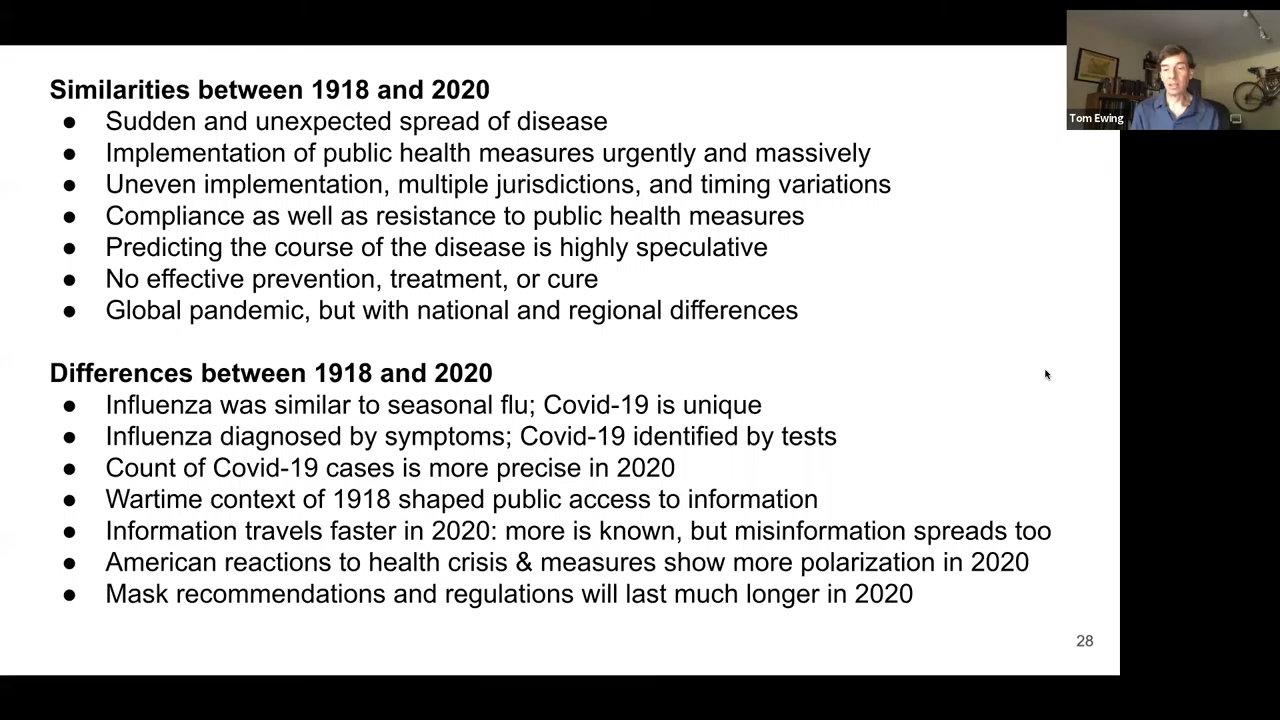 Similarities between 1918 and 2020
● Sudden and unexpected spread of disease
● Implementation of public health measures urgently and massively
● Uneven implementation, multiple jurisdictions, and timing variations
● Compliance as well as resistance to public health measures
● Predicting the course of the disease is highly speculative
● No effective prevention, treatment, or cure
● Global pandemic, but with national and regional differences
Differences between 1918 and 2020
● Influenza was similar to seasonal flu; Covid-19 is unique
● Influenza diagnosed by symptoms; Covid-19 identified by tests
● Count of Covid-19 cases is more precise in 2020
● Wartime context of 1918 shaped public access to information
● Information travels faster in 2020: more is known, but misinformation spreads too
● American reactions to health crisis & measures show more polarization in 2020
● Mask recommendations and regulations will last much longer in 2020
28
Tom Ewing